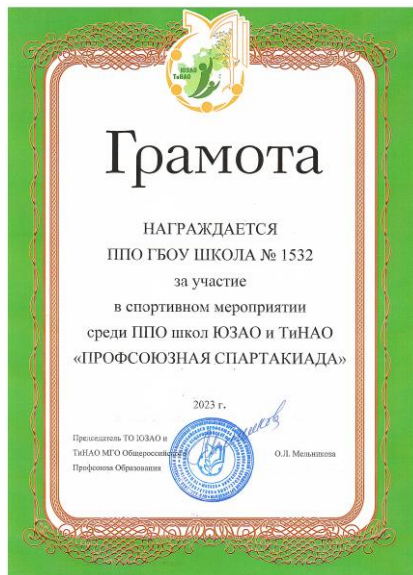 ЮЗАО
ТиНАО
Грамота
НАГРАЖДАЕТСЯ
ППО ГБОУ ШКОЛА № 1532
за участие
в спортивном мероприятии
среди ППО школ ЮЗАО и ТиНАО
«ПРОФСОЮЗНАЯ СПАРТАКИАДА»
2023 г.
Председатель ТО ЮЗАО и
ТиНАО МГО Общероссийского
Профсоюза Образования
О.Л. Мельникова